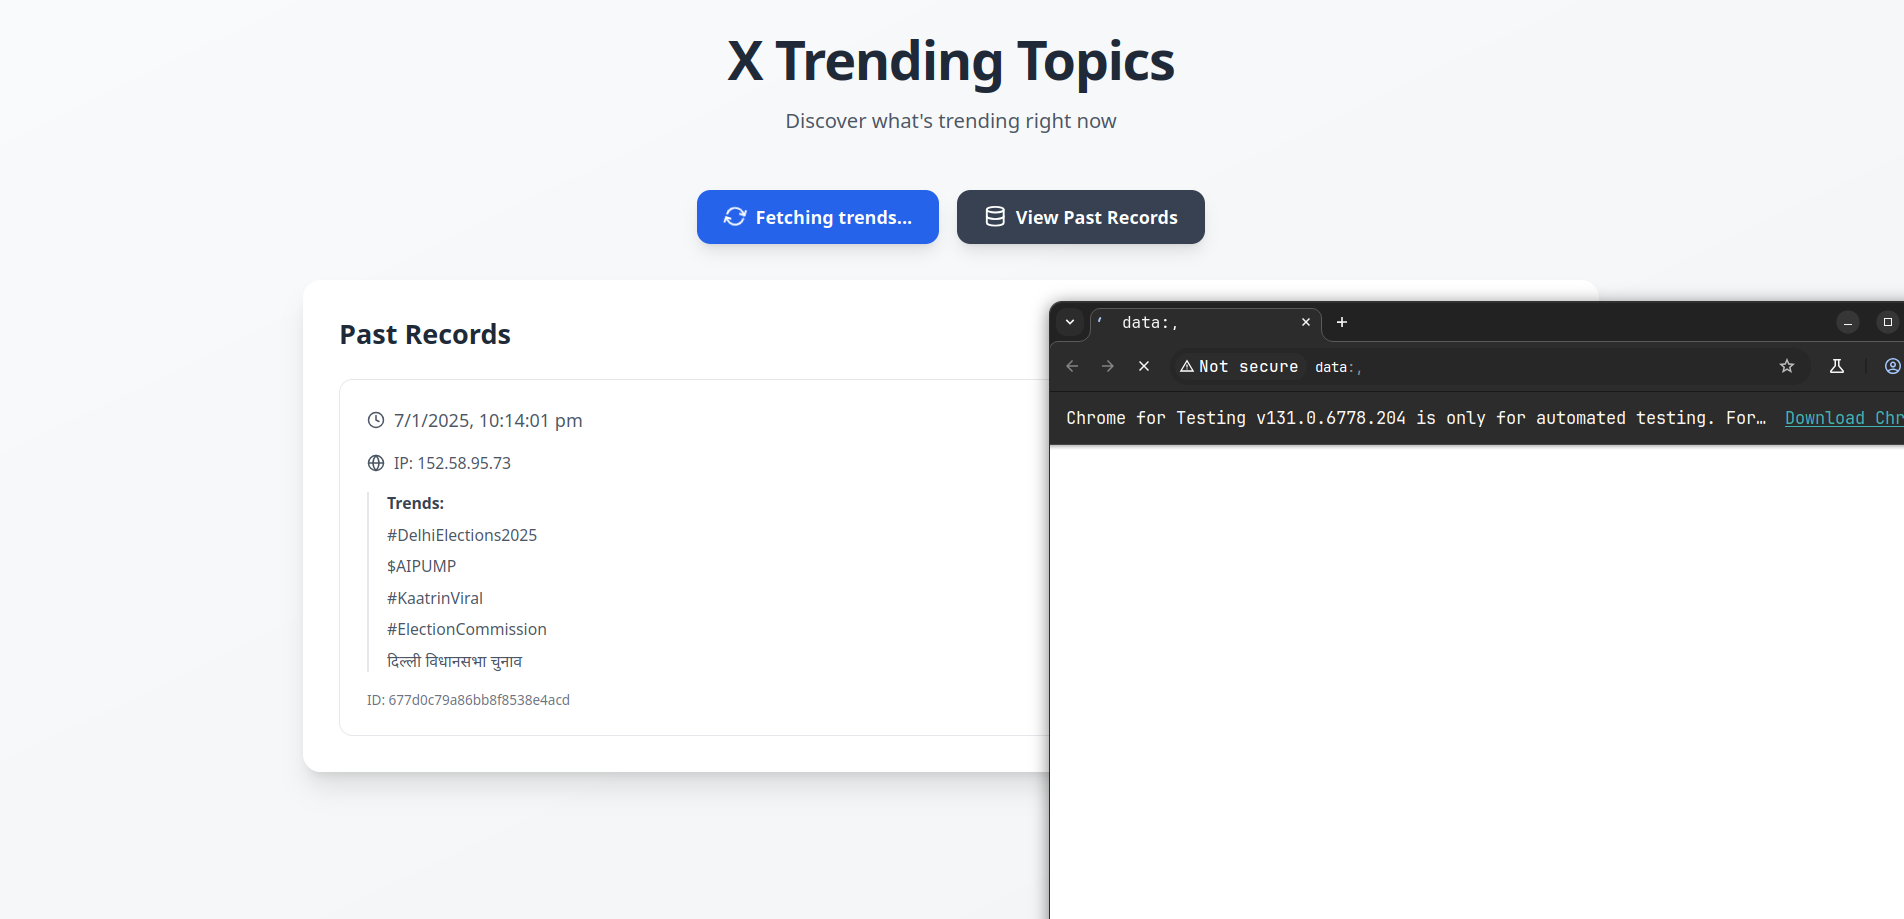 X Trending Topics
Discover what's trending right now
Fetching trends...
View Past Records
Past Records
7/1/2025, 10:14:01 pm
IP: 152.58.95.73
Trends:
#DelhiElections2025
$AIPUMP
#KaatrinViral
#ElectionCommission
दिल्ली विधानसभा चुनाव
ID: 677d0c79a86bb8f8538e4acd
data:,
Not secure data:,
Chrome for Testing v131.0.6778.204 is only for automated testing. For… Download Chr